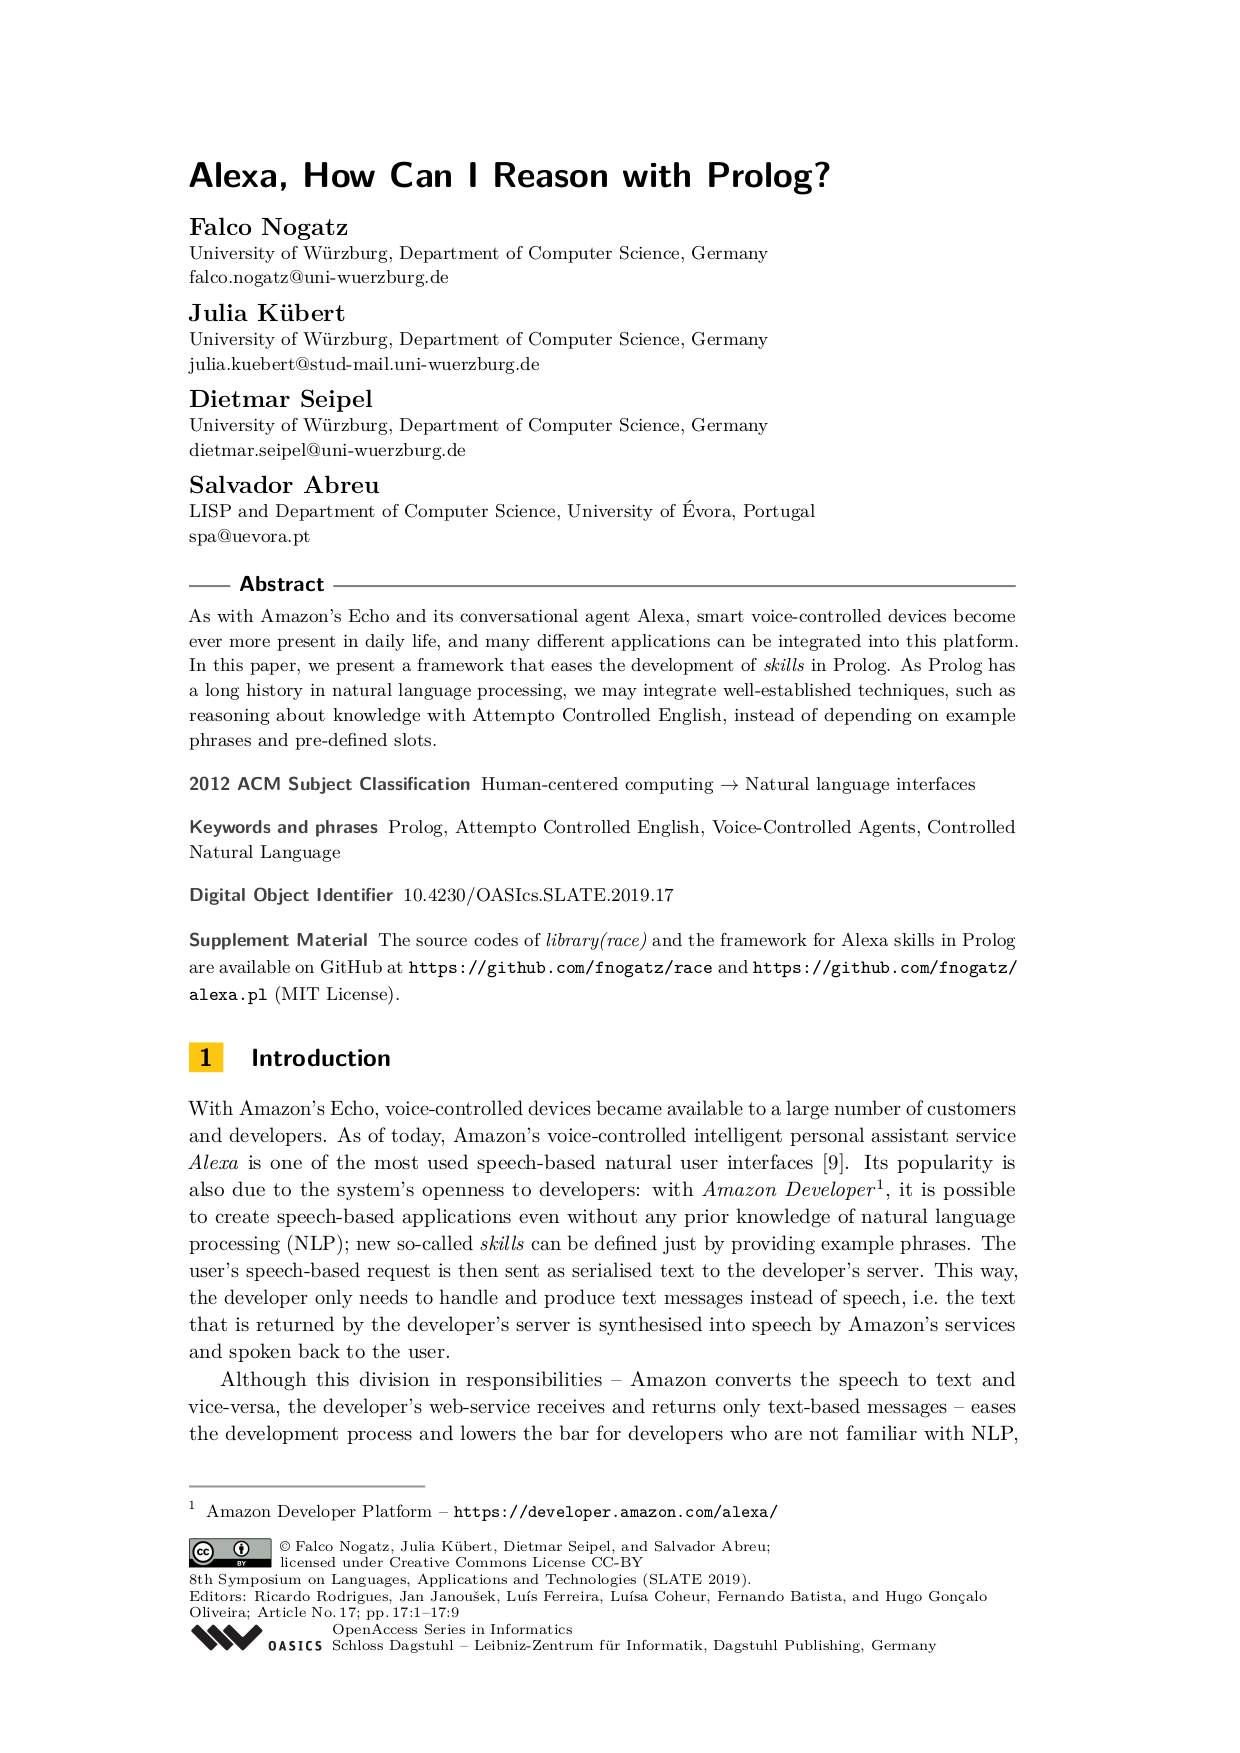 Alexa, How Can I Reason with Prolog?
Falco Nogatz
University of Würzburg, Department of Computer Science, Germany
falco.nogatz@uni-wuerzburg.de
Julia Kübert
University of Würzburg, Department of Computer Science, Germany
julia.kuebert@stud-mail.uni-wuerzburg.de
Dietmar Seipel
University of Würzburg, Department of Computer Science, Germany
dietmar.seipel@uni-wuerzburg.de
Salvador Abreu
LISP and Department of Computer Science, University of Évora, Portugal
spa@uevora.pt
Abstract
As with Amazon's Echo and its conversational agent Alexa, smart voice-controlled devices become
ever more present in daily life, and many different applications can be integrated into this platform.
In this paper, we present a framework that eases the development of skills in Prolog. As Prolog has
a long history in natural language processing, we may integrate well-established techniques, such as
reasoning about knowledge with Attempto Controlled English, instead of depending on example
phrases and pre-defined slots.
2012 ACM Subject Classification Human-centered computing → Natural language interfaces
Keywords and phrases Prolog, Attempto Controlled English, Voice-Controlled Agents, Controlled
Natural Language
Digital Object Identifier 10.4230/OASIcs.SLATE.2019.17
Supplement Material The source codes of library(race) and the framework for Alexa skills in Prolog
are available on GitHub at https://github.com/fnogatz/race and https://github.com/fnogatz/
alexa.pl (MIT License).
1 Introduction
With Amazon's Echo, voice-controlled devices became available to a large number of customers
and developers. As of today, Amazon's voice-controlled intelligent personal assistant service
Alexa is one of the most used speech-based natural user interfaces [9]. Its popularity is
also due to the system's openness to developers: with Amazon Developer1, it is possible
to create speech-based applications even without any prior knowledge of natural language
processing (NLP); new so-called skills can be defined just by providing example phrases. The
user's speech-based request is then sent as serialised text to the developer's server. This way,
the developer only needs to handle and produce text messages instead of speech, i.e. the text
that is returned by the developer's server is synthesised into speech by Amazon's services
and spoken back to the user.
Although this division in responsibilities – Amazon converts the speech to text and
vice-versa, the developer's web-service receives and returns only text-based messages – eases
the development process and lowers the bar for developers who are not familiar with NLP,
1 Amazon Developer Platform – https://developer.amazon.com/alexa/
cc BY
© Falco Nogatz, Julia Kübert, Dietmar Seipel, and Salvador Abreu;
licensed under Creative Commons License CC-BY
8th Symposium on Languages, Applications and Technologies (SLATE 2019).
Editors: Ricardo Rodrigues, Jan Janoušek, Luís Ferreira, Luísa Coheur, Fernando Batista, and Hugo Gonçalo
Oliveira; Article No. 17; pp. 17:1–17:9
OpenAccess Series in Informatics
OASICS Schloss Dagstuhl – Leibniz-Zentrum für Informatik, Dagstuhl Publishing, Germany